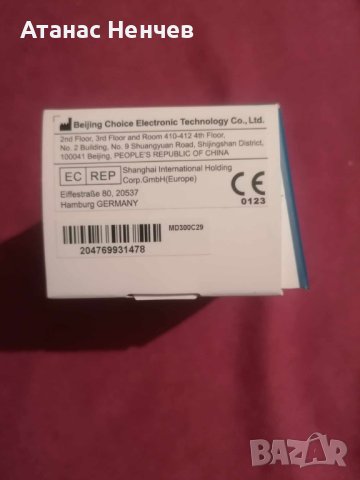 Атанас Ненчев
Beijing Choice Electronic Technology Co., Ltd.
2nd Floor, 3rd Floor and Room 410-412 4th Floor,
No. 2 Building, No. 9 Shuangyuan Road, Shijingshan District,
100041 Beijing, PEOPLE'S REPUBLIC OF CHINA
EC REP
Shanghai International Holding
Corp.GmbH(Europe)
Eiffestraße 80, 20537
Hamburg GERMANY
CE
0123
MD300C29
204769931478
BAZAR